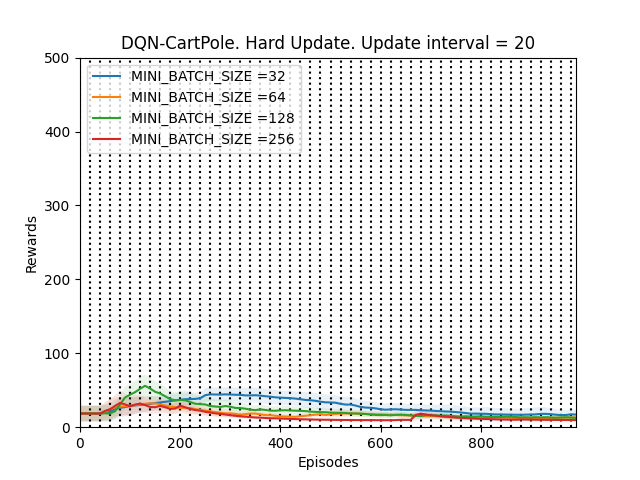 DQN-CartPole. Hard Update. Update interval = 20
500
400
300
200
100
0
Rewards
MINI_BATCH_SIZE =32
MINI_BATCH_SIZE =64
MINI_BATCH_SIZE =128
MINI_BATCH_SIZE =256
0 200 400 600 800
Episodes